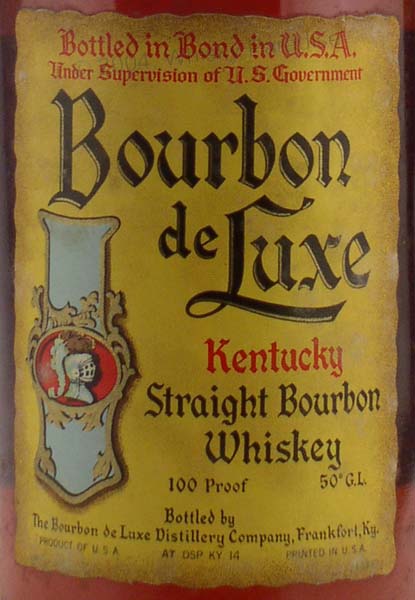 Bottled in Bond in U.S.A.
Under Supervision of U.S. Government
Bourbon
de Luxe
Kentucky
Straight Bourbon
Whiskey
100 Proof 50° G.L.
Bottled by
The Bourbon de Luxe Distillery Company, Frankfort, Ky.
PRODUCT OF U S A AT DSP KY 14 PRINTED IN U.S.A.